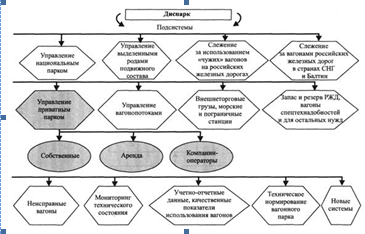 Диспарк
Подсистемы
Управление
национальным
парком
Управление
выделенными
родами
подвижного
состава
Слежение
за использованием
«чужих» вагонов
на российских
железных дорогах
Слежение
за вагонами российских
железных дорог
в странах СНГ
и Балтии
Управление
приватным
парком
Управление
вагонопотоками
Внешнеторговые
грузы, морские
и пограничные
станции
Запас и резерв РЖД,
вагоны
спецтехнадобностей
и для остальных нужд
Собственные
Аренда
Компании-
операторы
Неисправные
вагоны
Мониторинг
технического
состояния
Учетно-отчетные
данные, качественные
показатели
использования вагонов
Техническое
нормирование
вагонного
парка
Новые
системы